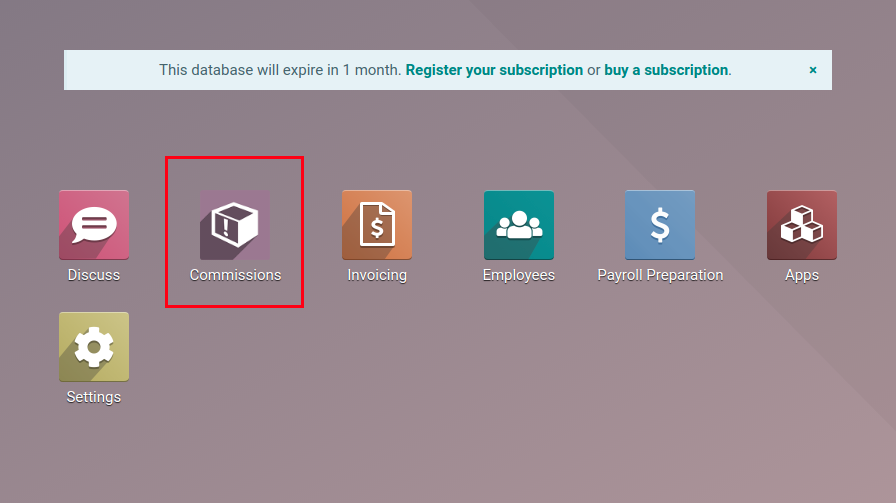 This database will expire in 1 month. Register your subscription or buy a subscription.
×
Discuss
Commissions
Invoicing
Employees
Payroll Preparation
Apps
Settings